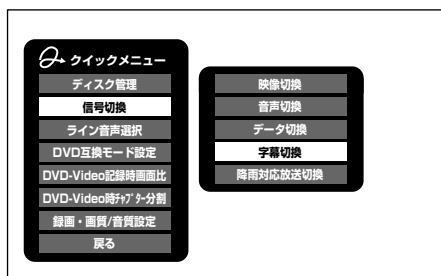 クイックメニュー
ディスク管理
信号切換
ライン音声選択
DVD互換モード設定
DVD-Video記録時画面比
DVD-Video時ﾁｬﾌﾟﾀｰ分割
録画・画質/音質設定
戻る
映像切換
音声切換
データ切換
字幕切換
降雨対応放送切換